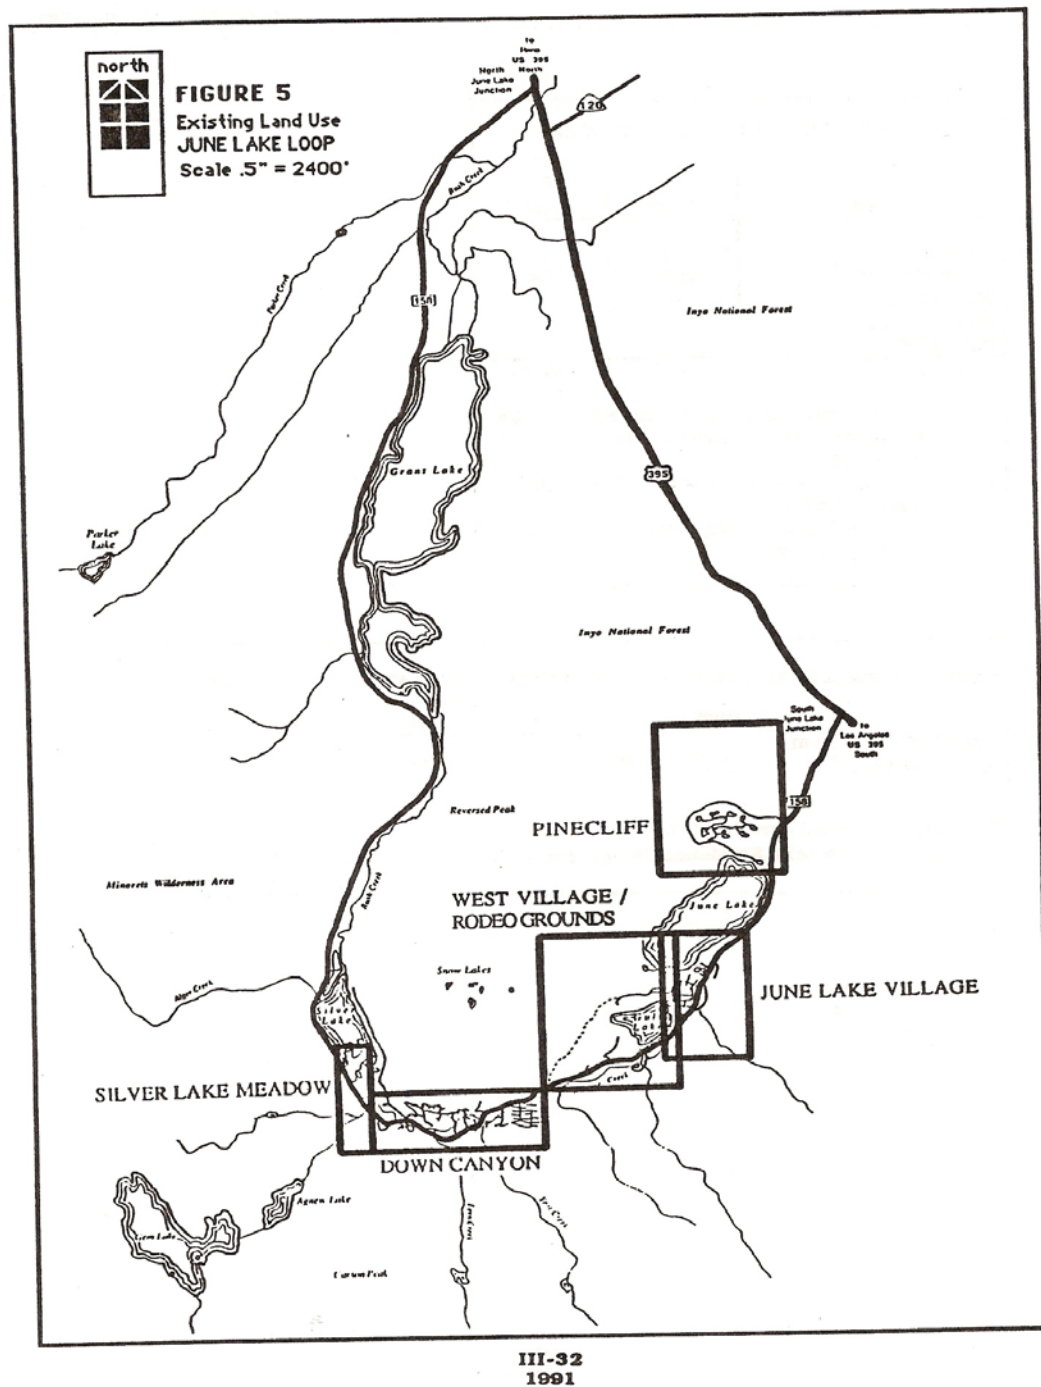 north
FIGURE 5
Existing Land Use
JUNE LAKE LOOP
Scale .5" = 2400'
to
US 395
North
North
June Lake
Junction
120
Rush Creek
Parker Creek
158
Inyo National Forest
Grant Lake
395
Parker
Lake
Inyo National Forest
South
June Lake
Junction
to
Los Angeles
US 395
South
158
Reversed Peak
PINECLIFF
Minarets Wilderness Area
Rush Creek
WEST VILLAGE /
RODEO GROUNDS
June Lake
Snow Lakes
Alger Creek
Silver
Lake
JUNE LAKE VILLAGE
Gull
Lake
Creek
SILVER LAKE MEADOW
DOWN CANYON
Agnew Lake
Gem Lake
Carson Peak
III-32
1991